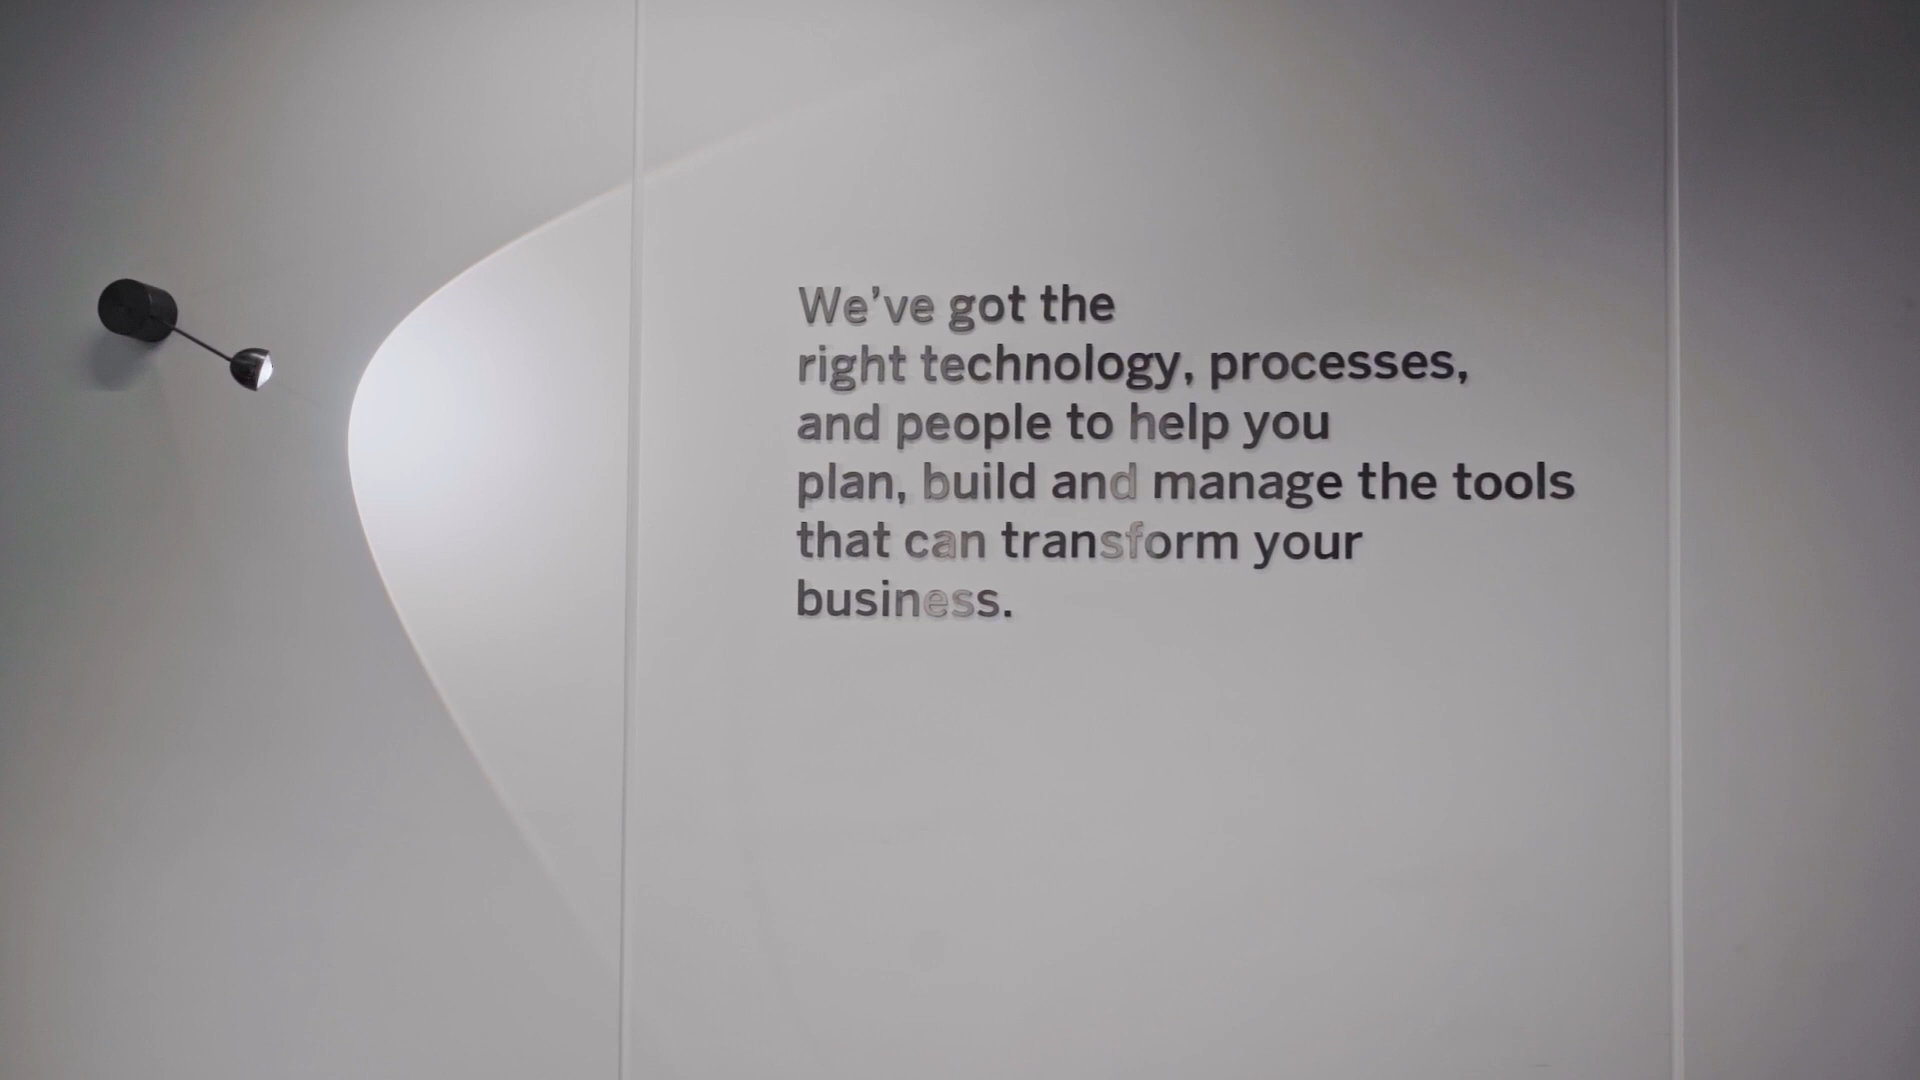 We’ve got the
right technology, processes,
and people to help you
plan, build and manage the tools
that can transform your
business.